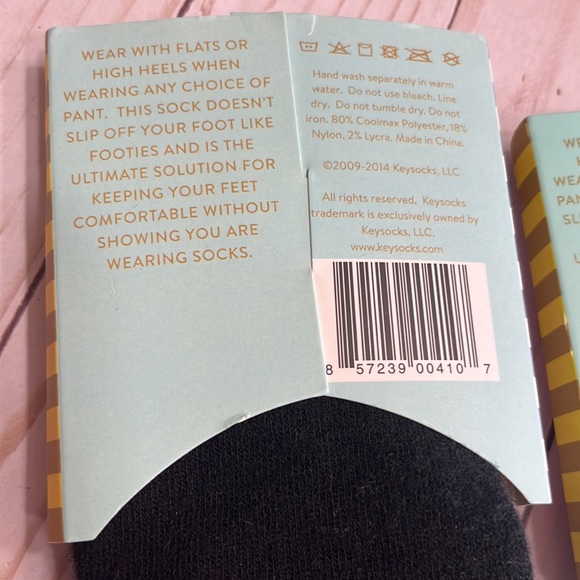 WEAR WITH FLATS OR
HIGH HEELS WHEN
WEARING ANY CHOICE OF
PANT. THIS SOCK DOESN'T
SLIP OFF YOUR FOOT LIKE
FOOTIES AND IS THE
ULTIMATE SOLUTION FOR
KEEPING YOUR FEET
COMFORTABLE WITHOUT
SHOWING YOU ARE
WEARING SOCKS.
Hand wash separately in warm
water. Do not use bleach. Line
dry. Do not tumble dry. Do not
iron. 80% Coolmax Polyester, 18%
Nylon, 2% Lycra. Made in China.
©2009-2014 Keysocks, LLC
All rights reserved. Keysocks
trademark is exclusively owned by
Keysocks, LLC.
www.keysocks.com
8 57239 00410 7
WE
WEA
PAN
SLI
U